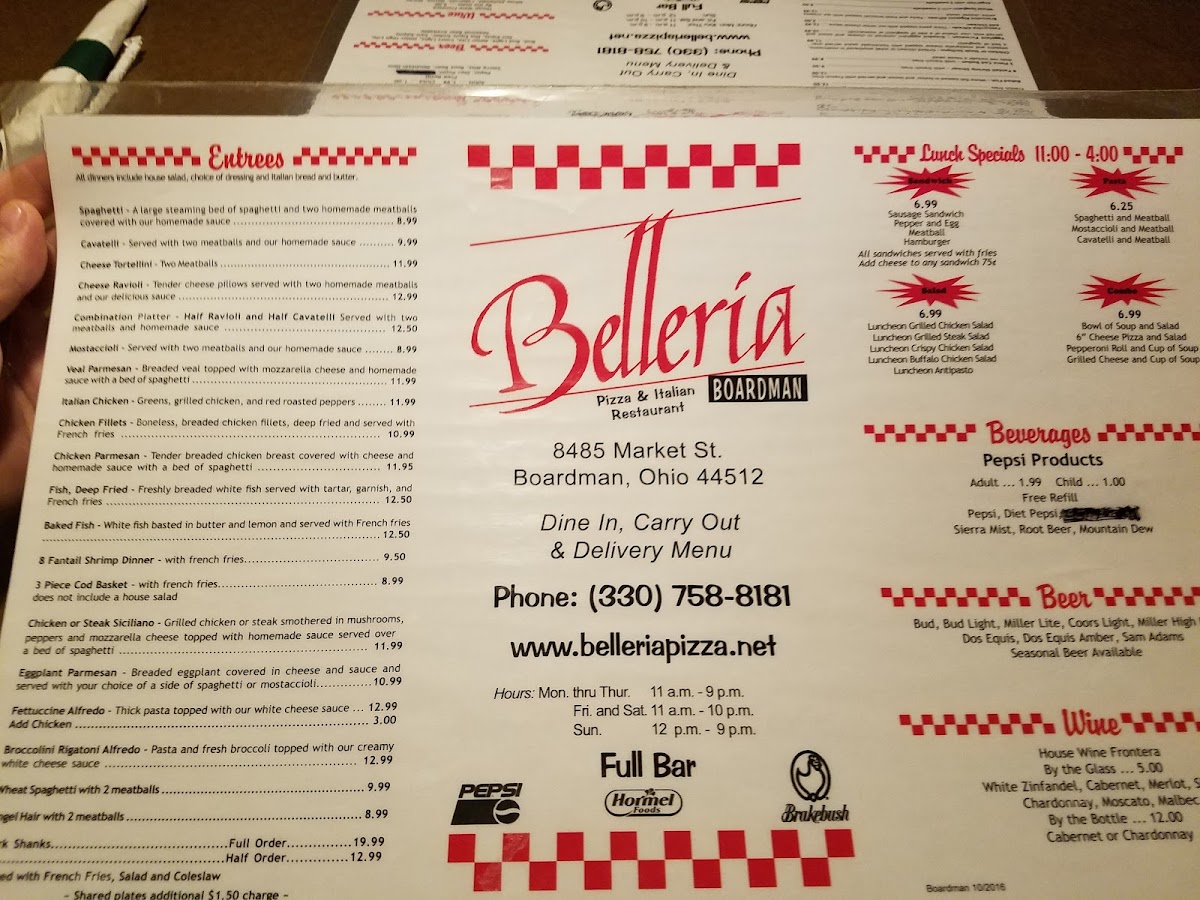 Wine
Beer
Full Bar
www.belleriapizza.net
Phone: (330) 758-8181
& Delivery Menu
Dine In, Carry Out
Entrees
All dinners include house salad, choice of dressing and Italian bread and butter.
Spaghetti - A large steaming bed of spaghetti and two homemade meatballs
covered with our homemade sauce ... 8.99
Cavatelli - Served with two meatballs and our homemade sauce .......... 9.99
Cheese Tortellini - Two Meatballs ... 11.99
Cheese Ravioli - Tender cheese pillows served with two homemade meatballs
and our delicious sauce ... 12.99
Combination Platter - Half Ravioli and Half Cavatelli Served with two
meatballs and homemade sauce ... 12.50
Mostaccioli - Served with two meatballs and our homemade sauce ........ 8.99
Veal Parmesan - Breaded veal topped with mozzarella cheese and homemade
sauce with a bed of spaghetti ... 11.99
Italian Chicken - Greens, grilled chicken, and red roasted peppers ........ 11.99
Chicken Fillets - Boneless, breaded chicken fillets, deep fried and served with
French fries ... 10.99
Chicken Parmesan - Tender breaded chicken breast covered with cheese and
homemade sauce with a bed of spaghetti ... 11.95
Fish, Deep Fried - Freshly breaded white fish served with tartar, garnish, and
French fries ... 12.50
Baked Fish - White fish basted in butter and lemon and served with French fries
... 12.50
8 Fantail Shrimp Dinner - with french fries... 9.50
3 Piece Cod Basket - with french fries... 8.99
does not include a house salad
Chicken or Steak Siciliano - Grilled chicken or steak smothered in mushrooms,
peppers and mozzarella cheese topped with homemade sauce served over
a bed of spaghetti ... 11.99
Eggplant Parmesan - Breaded eggplant covered in cheese and sauce and
served with your choice of a side of spaghetti or mostaccioli............. 10.99
Fettuccine Alfredo - Thick pasta topped with our white cheese sauce ... 12.99
Add Chicken ... 3.00
Broccolini Rigatoni Alfredo - Pasta and fresh broccoli topped with our creamy
white cheese sauce ... 12.99
Wheat Spaghetti with 2 meatballs ... 9.99
ngel Hair with 2 meatballs ... 8.99
rk Shanks... Full Order............... 19.99
... Half Order............... 12.99
ed with French Fries, Salad and Coleslaw
- Shared plates additional $1.50 charge -
Belleria
Pizza & Italian
Restaurant
BOARDMAN
8485 Market St.
Boardman, Ohio 44512
Dine In, Carry Out
& Delivery Menu
Phone: (330) 758-8181
www.belleriapizza.net
Hours: Mon. thru Thur. 11 a.m. - 9 p.m.
Fri. and Sat. 11 a.m. - 10 p.m.
Sun. 12 p.m. - 9 p.m.
Full Bar
PEPSI
Hormel
Foods
Brakebush
Lunch Specials 11:00 - 4:00
Sandwich
6.99
Sausage Sandwich
Pepper and Egg
Meatball
Hamburger
All sandwiches served with fries
Add cheese to any sandwich 75¢
Pasta
6.25
Spaghetti and Meatball
Mostaccioli and Meatball
Cavatelli and Meatball
Salad
6.99
Luncheon Grilled Chicken Salad
Luncheon Grilled Steak Salad
Luncheon Crispy Chicken Salad
Luncheon Buffalo Chicken Salad
Luncheon Antipasto
Combo
6.99
Bowl of Soup and Salad
6" Cheese Pizza and Salad
Pepperoni Roll and Cup of Soup
Grilled Cheese and Cup of Soup
Beverages
Pepsi Products
Adult ... 1.99 Child ... 1.00
Free Refill
Pepsi, Diet Pepsi,
Sierra Mist, Root Beer, Mountain Dew
Beer
Bud, Bud Light, Miller Lite, Coors Light, Miller High
Dos Equis, Dos Equis Amber, Sam Adams
Seasonal Beer Available
Wine
House Wine Frontera
By the Glass ... 5.00
White Zinfandel, Cabernet, Merlot, S
Chardonnay, Moscato, Malbec
By the Bottle ... 12.00
Cabernet or Chardonnay
Boardman 10/2016